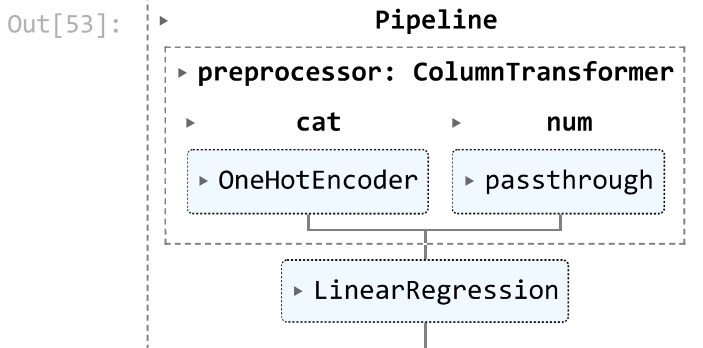 Out[53]:
Pipeline
preprocessor: ColumnTransformer
cat num
OneHotEncoder passthrough
LinearRegression